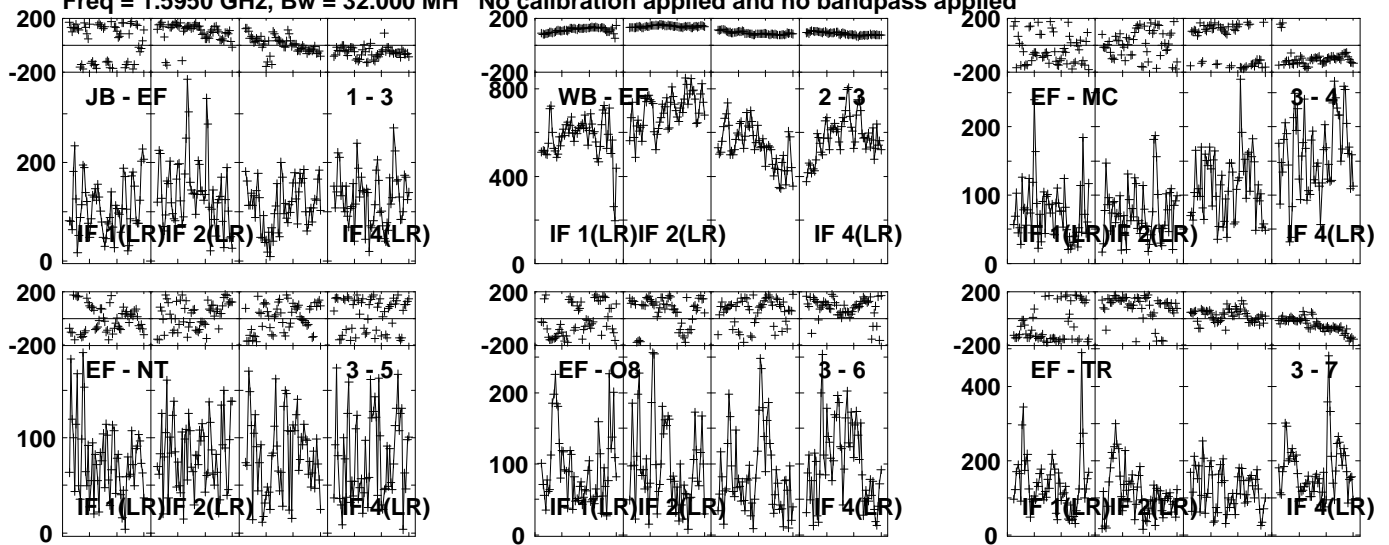 Freq = 1.5950 GHz, Bw = 32.000 MH No calibration applied and no bandpass applied
200
-200
JB - EF 1 - 3
200
0
IF 1(LR) IF 2(LR) IF 4(LR)
200
-200
800
WB - EF 2 - 3
400
0
IF 1(LR) IF 2(LR) IF 4(LR)
200
-200
EF - MC 3 - 4
200
100
0
IF 1(LR) IF 2(LR) IF 4(LR)
200
-200
EF - NT 3 - 5
100
0
IF 1(LR) IF 2(LR) IF 4(LR)
200
-200
EF - O8 3 - 6
200
100
0
IF 1(LR) IF 2(LR) IF 4(LR)
200
-200
EF - TR 3 - 7
400
200
0
IF 1(LR) IF 2(LR) IF 4(LR)